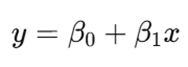 y = β₀ + β₁x